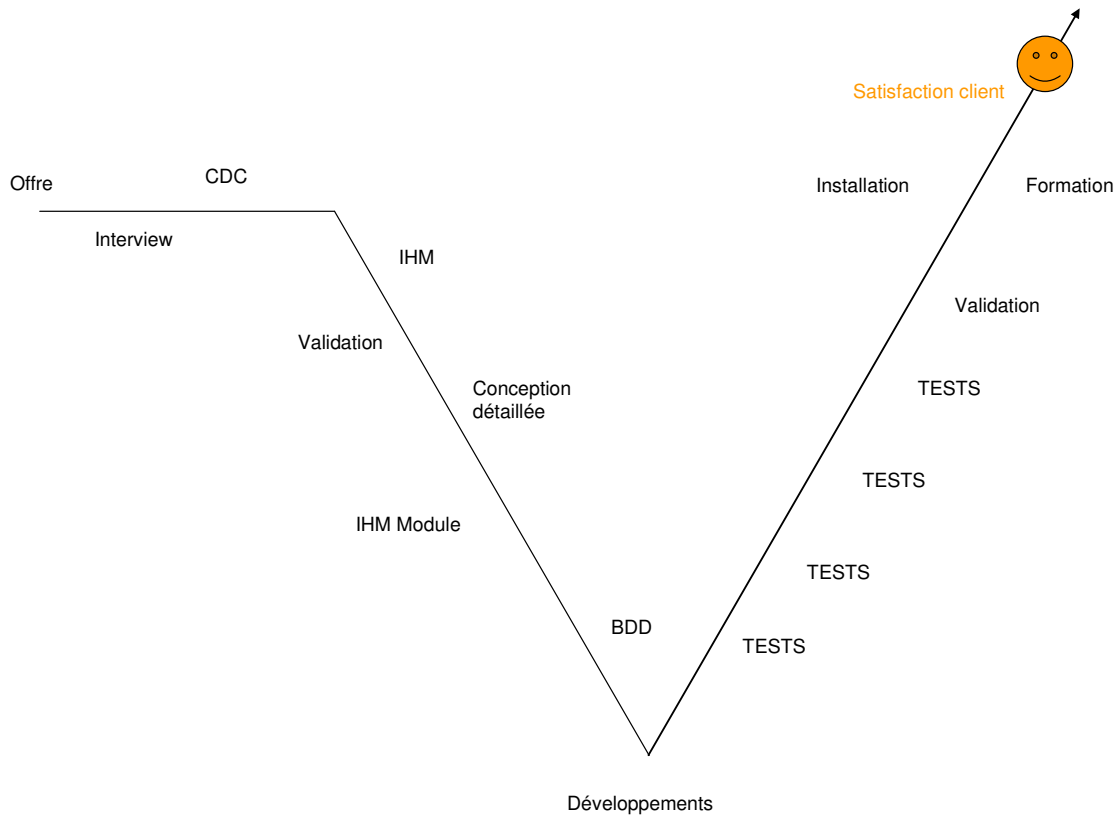 Satisfaction client
Offre
CDC
Installation
Formation
Interview
IHM
Validation
Validation
Conception
détaillée
TESTS
TESTS
IHM Module
TESTS
BDD
TESTS
Développements